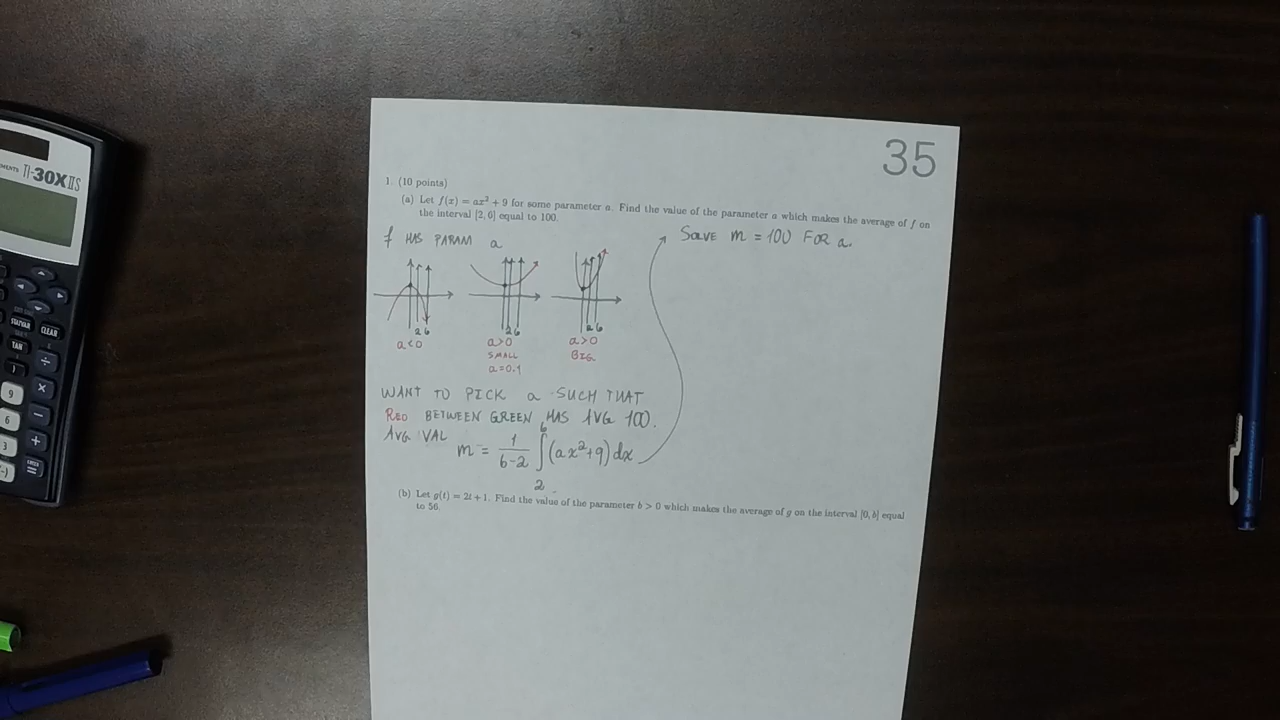 35
1. (10 points)
(a) Let f(x) = ax² + 9 for some parameter a. Find the value of the parameter a which makes the average of f on
the interval [2, 6] equal to 100.
f HAS PARAM a
SOLVE m = 100 FOR a.
2 6
2 6
2 6
a<0
a>0
SMALL
a=0.1
a>0
BIG
WANT TO PICK a SUCH THAT
RED BETWEEN GREEN HAS AVG 100.
AVG VAL
m = 1/(6-2) ∫₂⁶ (ax²+9) dx
(b) Let g(t) = 2t + 1. Find the value of the parameter b > 0 which makes the average of g on the interval [0, b] equal
to 56.
TI-30X IIS
CLEAR
TAN
9
6
3
(-)
ENTER